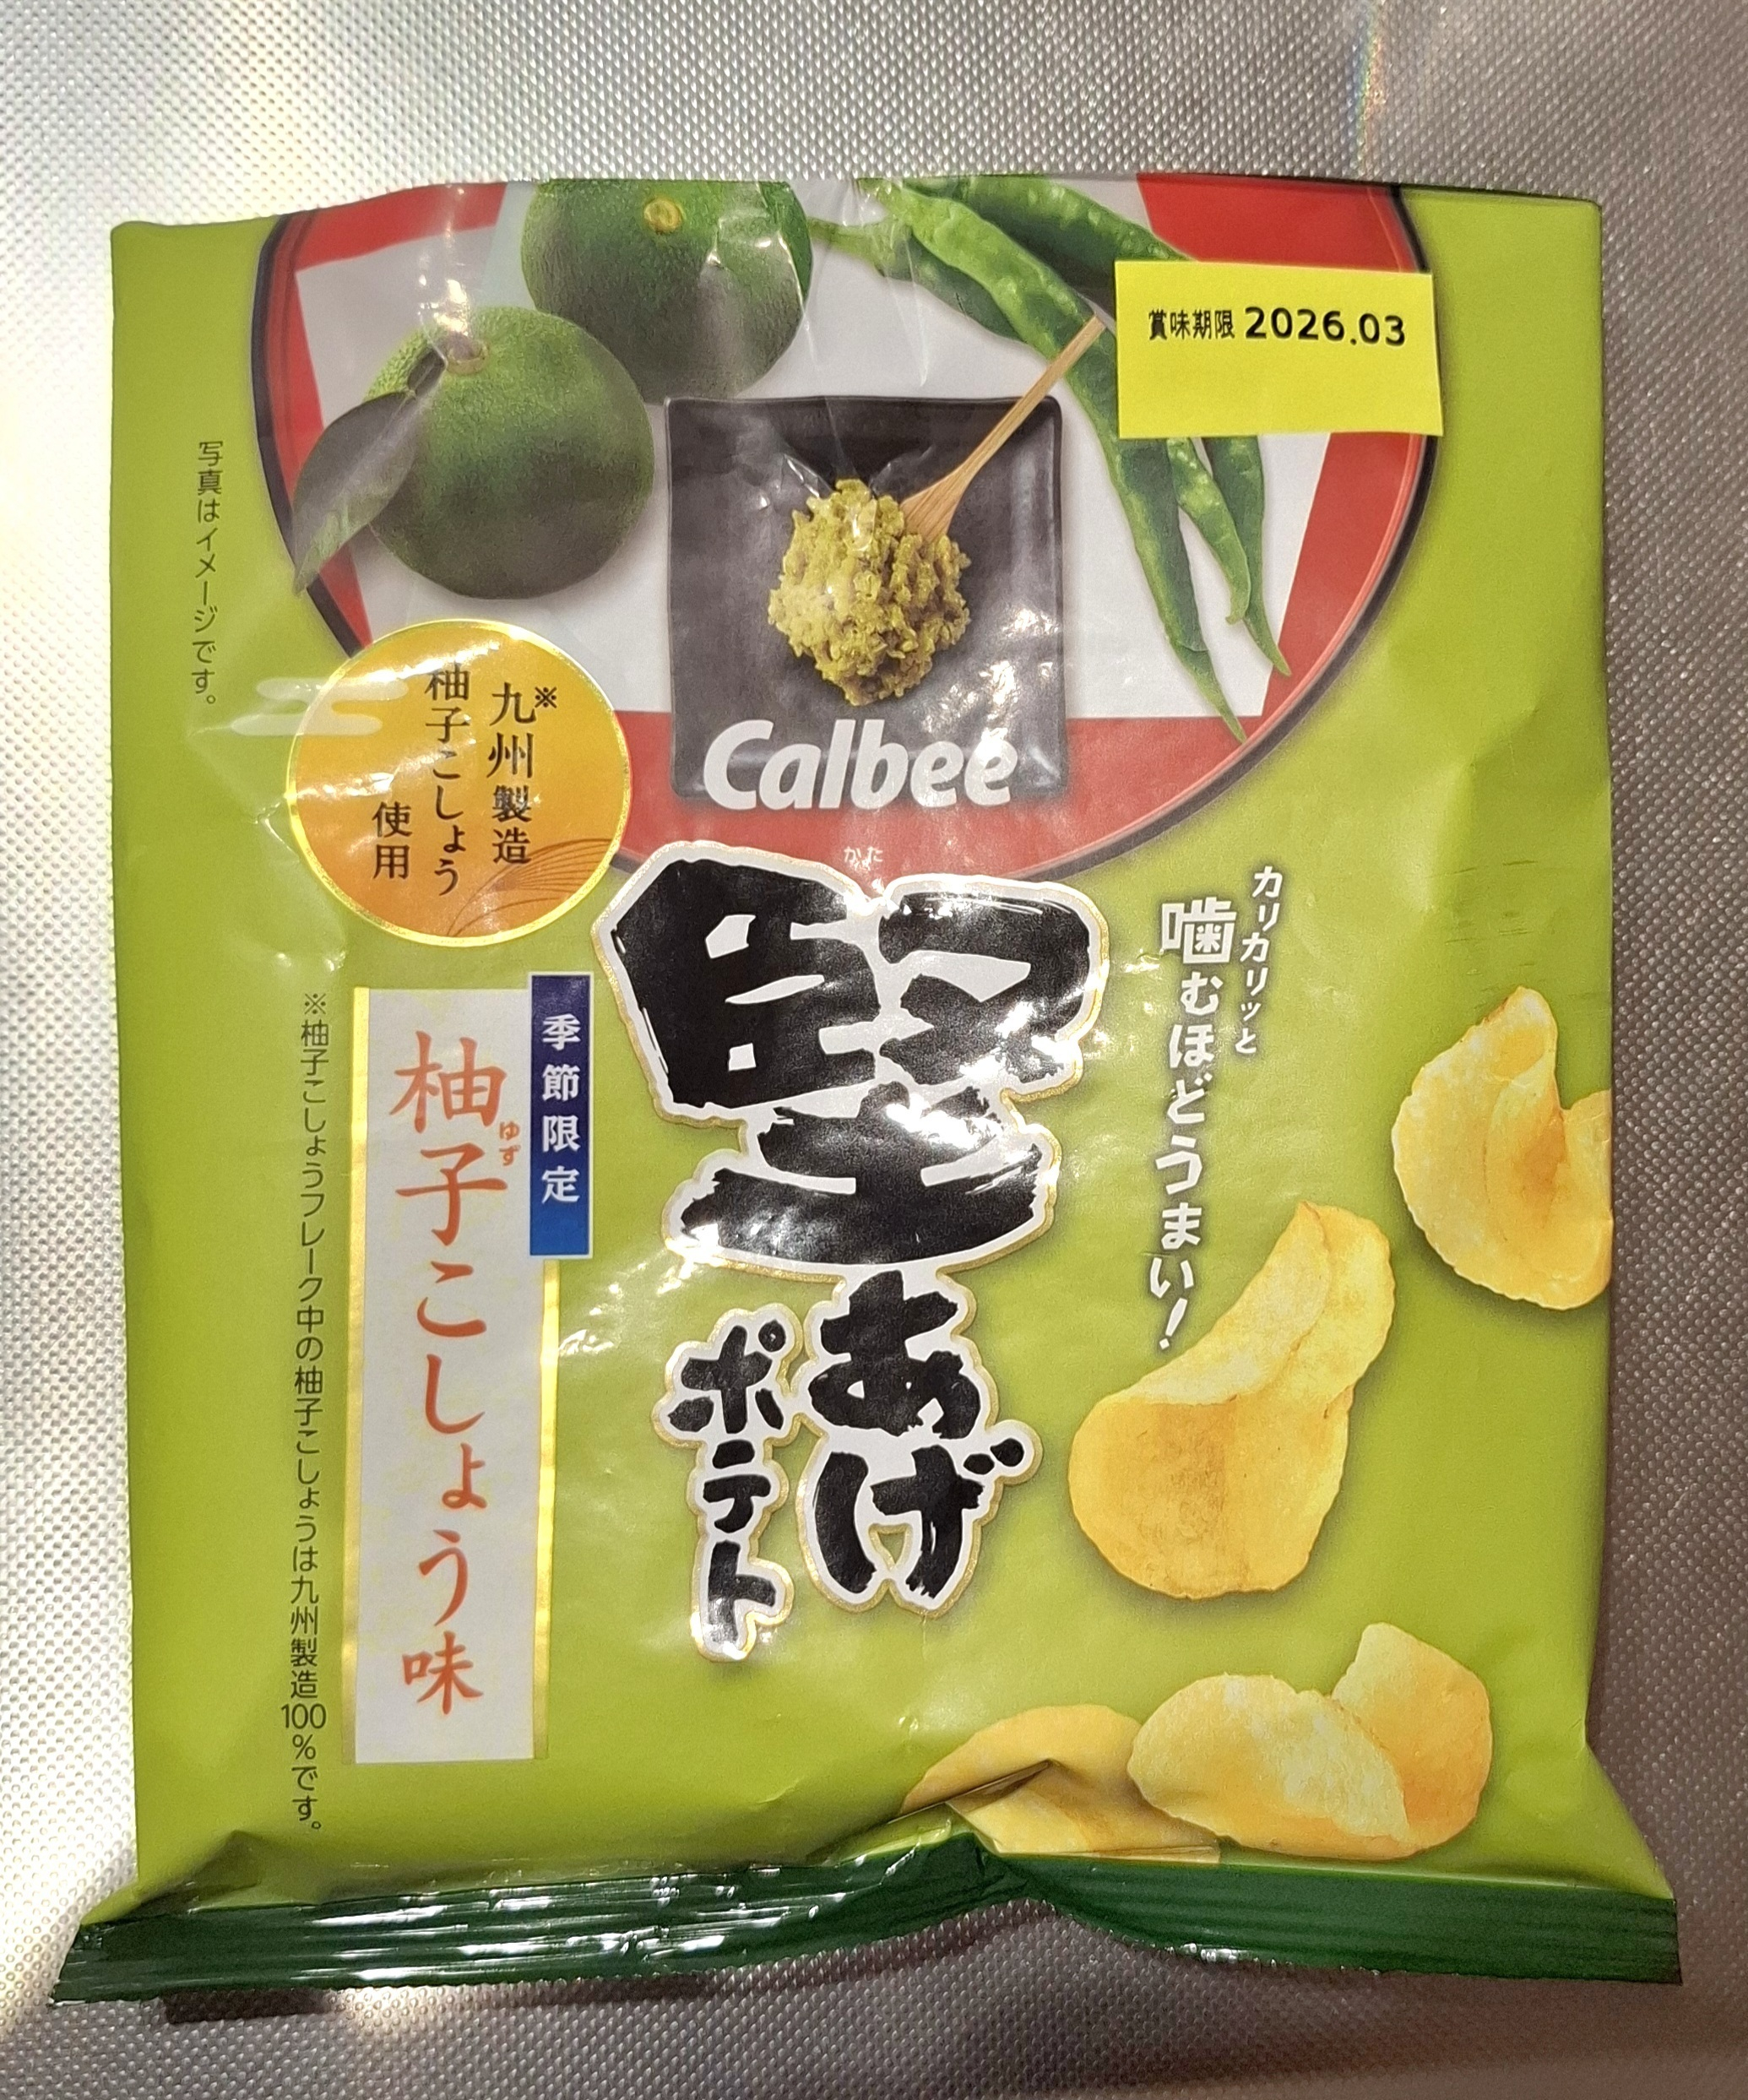 賞味期限 2026.03
写真はイメージです。
※
九州製造
柚子こしょう
使用
Calbee
かた
堅あげ
ポテト
カリカリッと
噛むほどうまい!
季節限定
柚子こしょう味
ゆず
※柚子こしょうフレーク中の柚子こしょうは九州製造100%です。